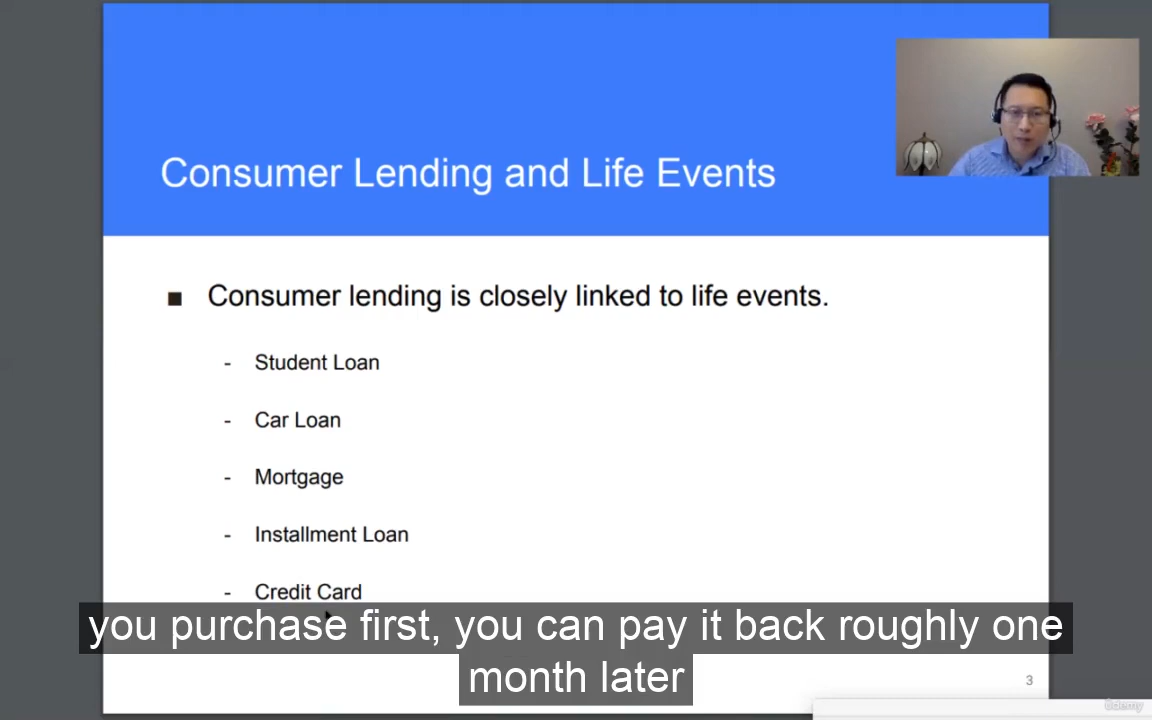 Consumer Lending and Life Events
■ Consumer lending is closely linked to life events.
- Student Loan
- Car Loan
- Mortgage
- Installment Loan
- Credit Card
you purchase first, you can pay it back roughly one
month later
3
ûdemy